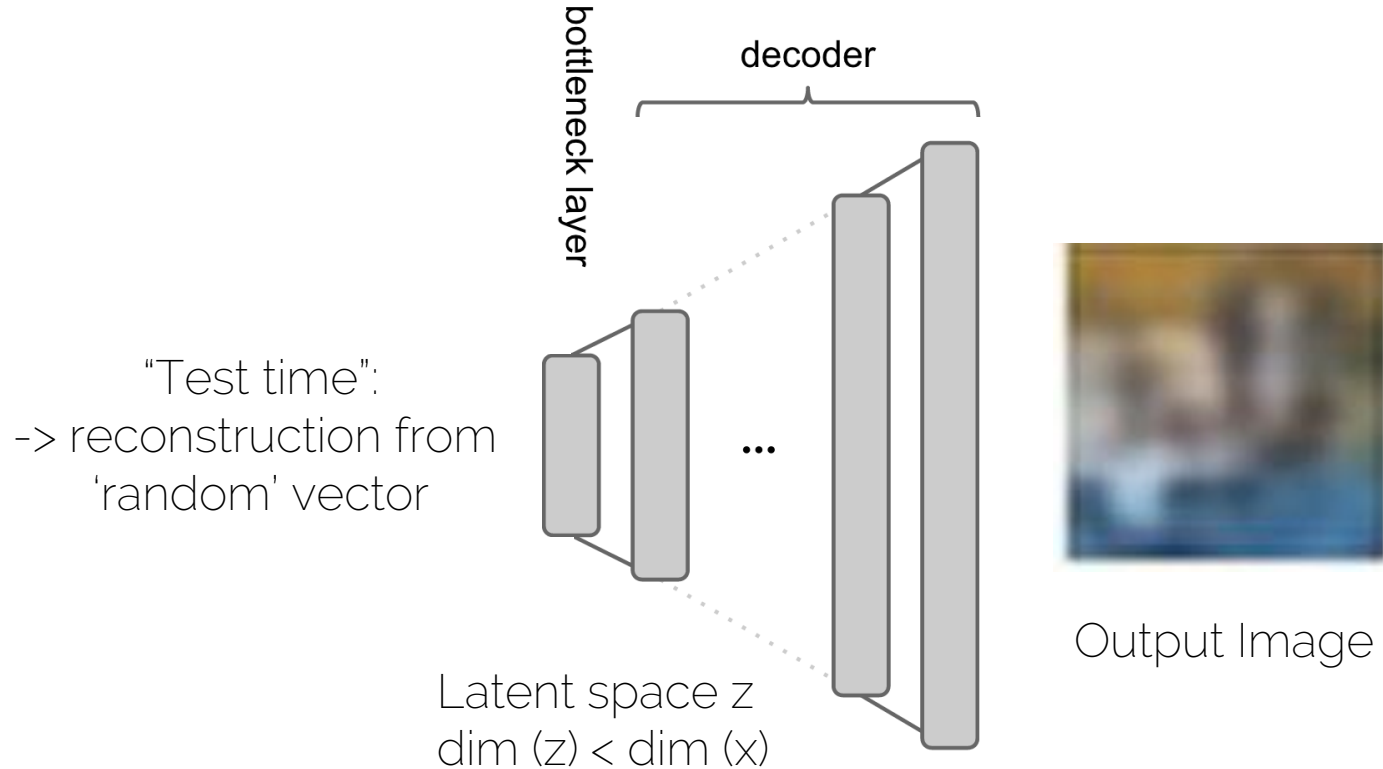 bottleneck layer
decoder
“Test time”:
-> reconstruction from
‘random’ vector
...
Output Image
Latent space z
dim (z) < dim (x)